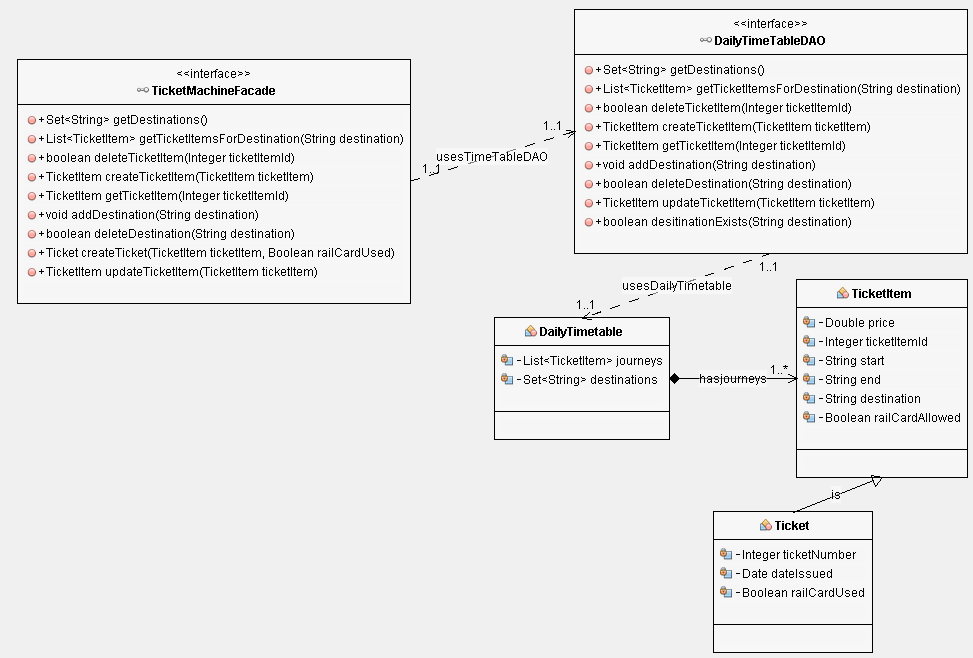 <<interface>>
TicketMachineFacade
+Set<String> getDestinations()
+List<TicketItem> getTicketItemsForDestination(String destination)
+boolean deleteTicketItem(Integer ticketItemId)
+TicketItem createTicketItem(TicketItem ticketItem)
+TicketItem getTicketItem(Integer ticketItemId)
+void addDestination(String destination)
+boolean deleteDestination(String destination)
+Ticket createTicket(TicketItem ticketItem, Boolean railCardUsed)
+TicketItem updateTicketItem(TicketItem ticketItem)
1..1
usesTimeTableDAO
1..1
<<interface>>
DailyTimeTableDAO
+Set<String> getDestinations()
+List<TicketItem> getTicketItemsForDestination(String destination)
+boolean deleteTicketItem(Integer ticketItemId)
+TicketItem createTicketItem(TicketItem ticketItem)
+TicketItem getTicketItem(Integer ticketItemId)
+void addDestination(String destination)
+boolean deleteDestination(String destination)
+TicketItem updateTicketItem(TicketItem ticketItem)
+boolean desitinationExists(String destination)
1..1
usesDailyTimetable
1..1
DailyTimetable
-List<TicketItem> journeys
-Set<String> destinations
hasjourneys
1..*
TicketItem
-Double price
-Integer ticketItemId
-String start
-String end
-String destination
-Boolean railCardAllowed
is
Ticket
-Integer ticketNumber
-Date dateIssued
-Boolean railCardUsed